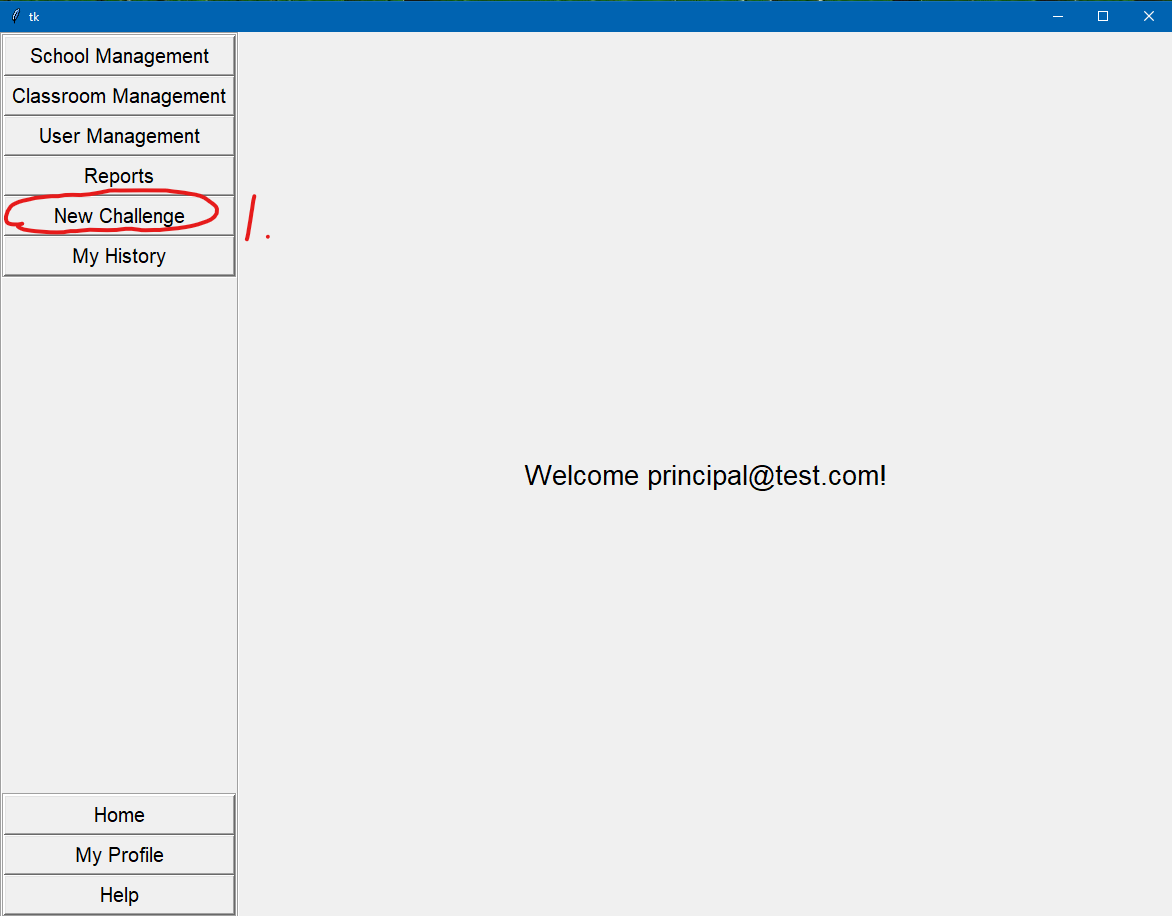 tk
School Management
Classroom Management
User Management
Reports
New Challenge
1.
My History
Welcome principal@test.com!
Home
My Profile
Help